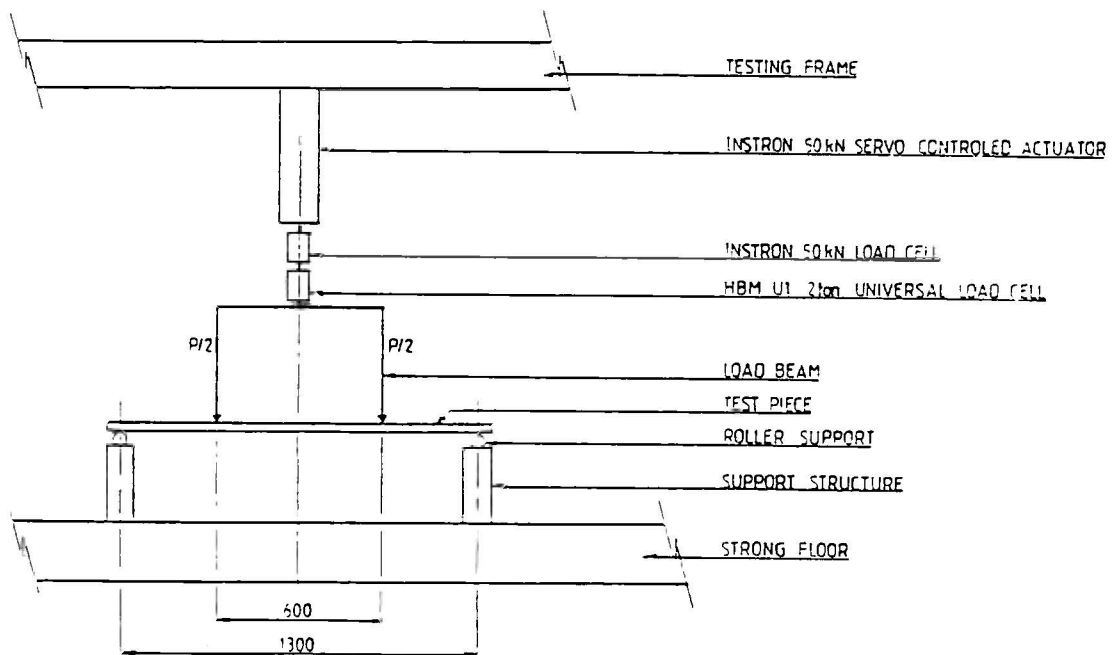 TESTING FRAME
INSTRON 50kN SERVO CONTROLED ACTUATOR
INSTRON 50kN LOAD CELL
HBM U1 2ton UNIVERSAL LOAD CELL
P/2 P/2
LOAD BEAM
TEST PIECE
ROLLER SUPPORT
SUPPORT STRUCTURE
STRONG FLOOR
600
1300